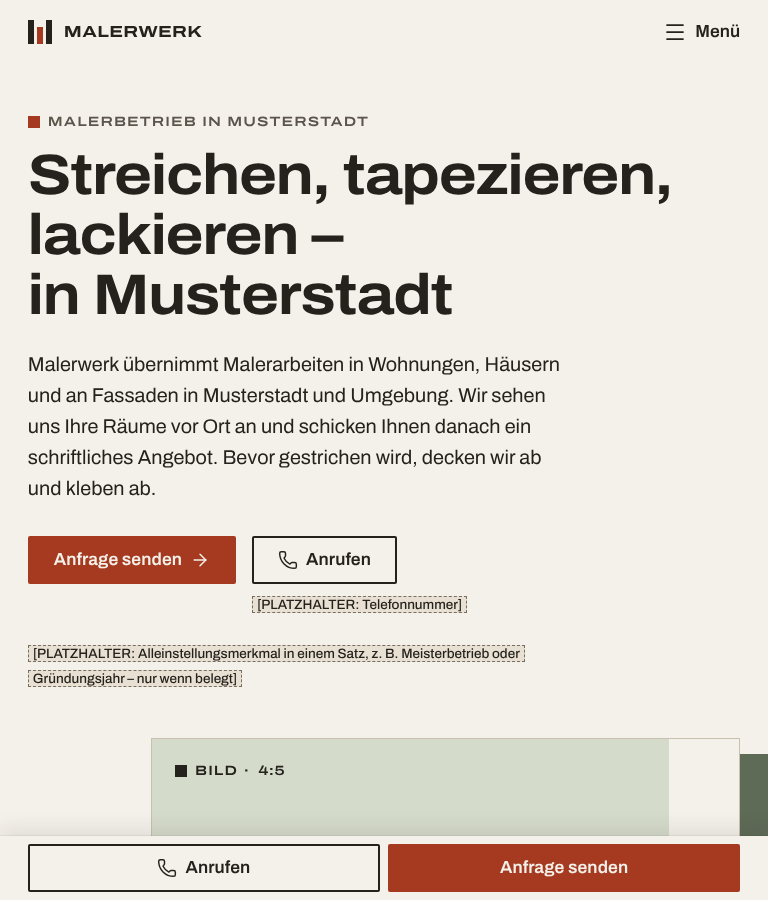 MALERWERK
Menü
MALERBETRIEB IN MUSTERSTADT
Streichen, tapezieren,
lackieren –
in Musterstadt
Malerwerk übernimmt Malerarbeiten in Wohnungen, Häusern
und an Fassaden in Musterstadt und Umgebung. Wir sehen
uns Ihre Räume vor Ort an und schicken Ihnen danach ein
schriftliches Angebot. Bevor gestrichen wird, decken wir ab
und kleben ab.
Anfrage senden
Anrufen
[PLATZHALTER: Telefonnummer]
[PLATZHALTER: Alleinstellungsmerkmal in einem Satz, z. B. Meisterbetrieb oder
Gründungsjahr – nur wenn belegt]
BILD · 4:5
Anrufen
Anfrage senden